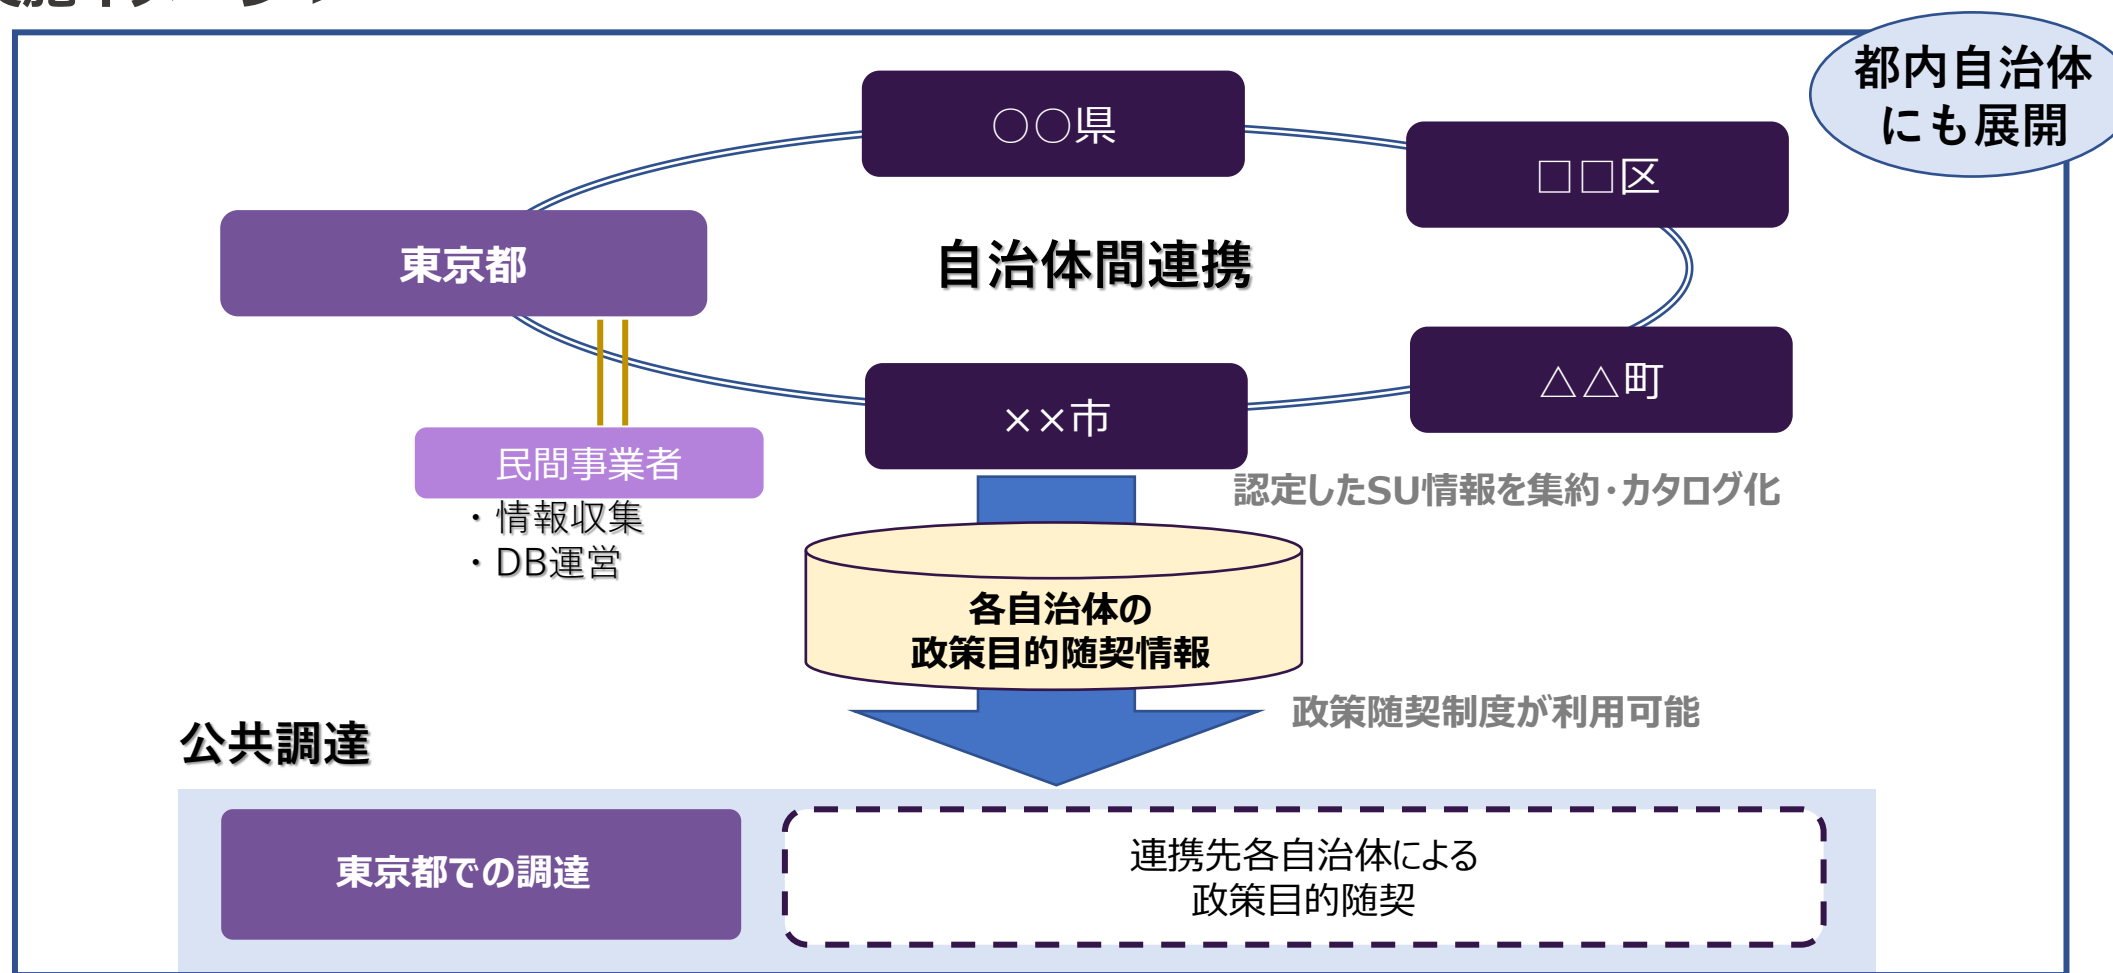 都内自治体
にも展開
○○県
□□区
東京都
自治体間連携
△△町
××市
民間事業者
・情報収集
・DB運営
認定したSU情報を集約・カタログ化
各自治体の
政策目的随契情報
政策随契制度が利用可能
公共調達
東京都での調達
連携先各自治体による
政策目的随契